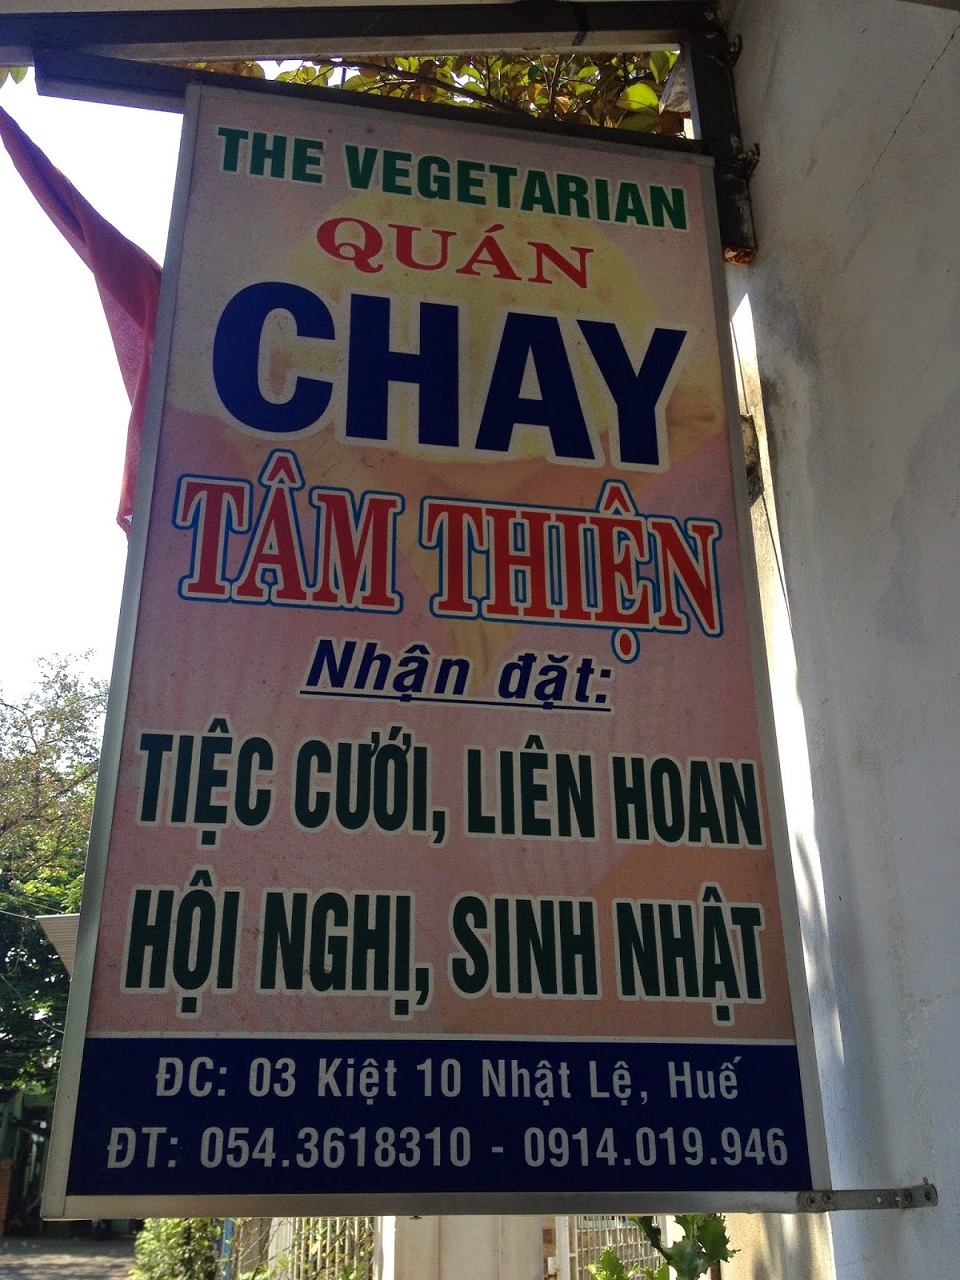 THE VEGETARIAN
QUÁN
CHAY
TÂM THIỆN
Nhận đặt:
TIỆC CƯỚI, LIÊN HOAN
HỘI NGHỊ, SINH NHẬT
ĐC: 03 Kiệt 10 Nhật Lệ, Huế
ĐT: 054.3618310 - 0914.019.946